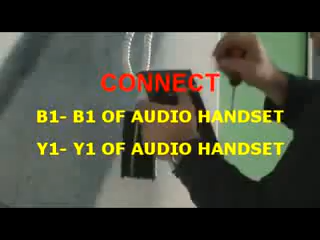 CONNECT
B1- B1 OF AUDIO HANDSET
Y1- Y1 OF AUDIO HANDSET